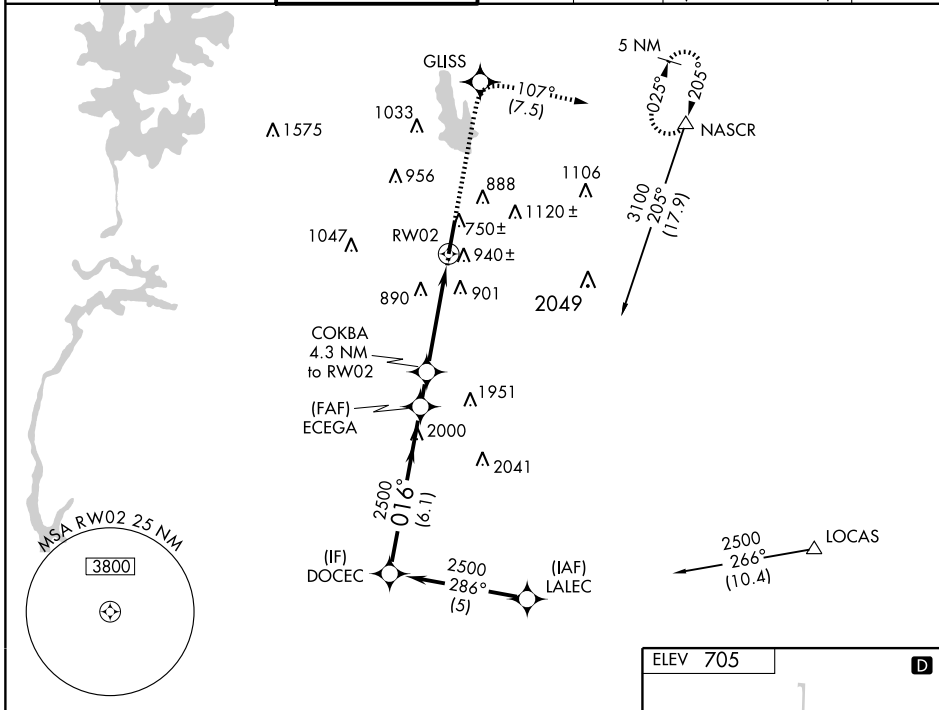 GLISS
5 NM
025°
205°
107°
(7.5)
NASCR
1575
1033
956
888
1106
1120 ±
750±
3100
205°
(17.9)
1047
RW02
940±
890
901
2049
COKBA
4.3 NM
to RW02
(FAF)
ECEGA
1951
2000
2041
2500
016°
(6.1)
MSA RW02 25 NM
3800
(IF)
DOCEC
2500
286°
(5)
(IAF)
LALEC
2500
266°
(10.4)
LOCAS
ELEV 705
D